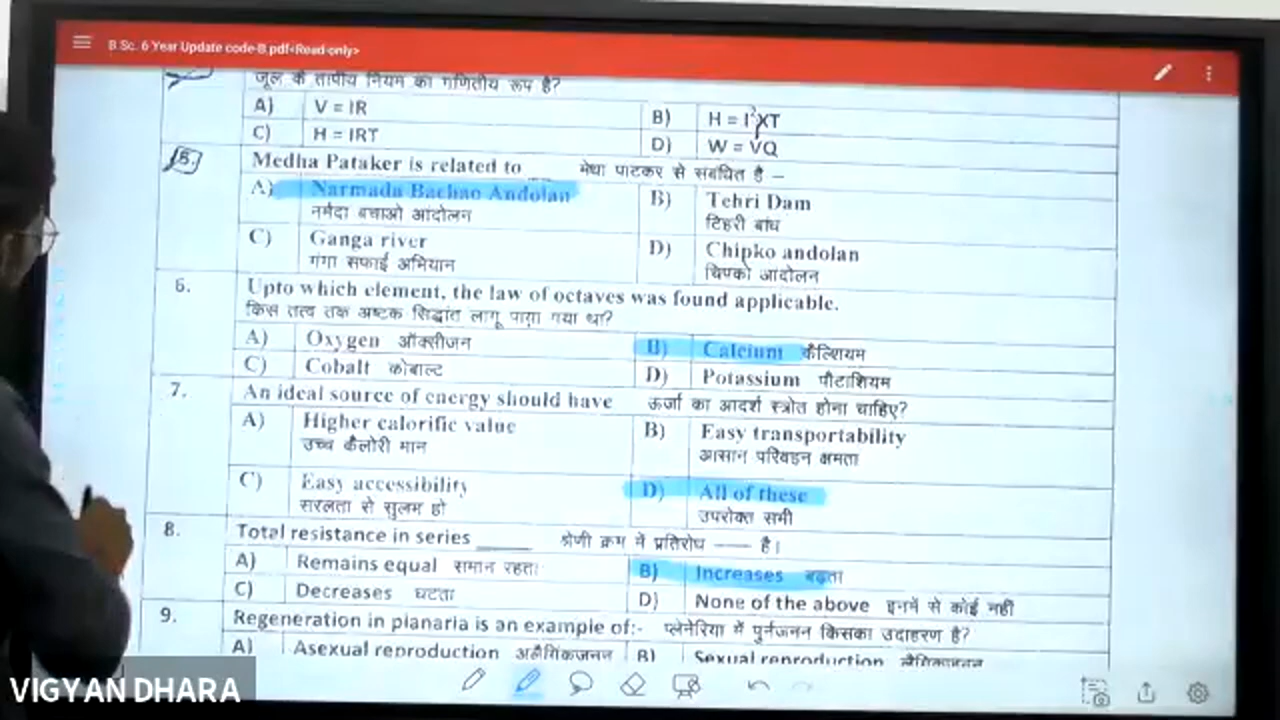 B.Sc. 6 Year Update code-B.pdf<Read-only>
जूल के तापीय नियम का गणितीय रूप है?
A) V = IR B) H = I²XT
C) H = IRT D) W = VQ
5. Medha Pataker is related to __ मेधा पाटकर से संबंधित है –
A) Narmada Bachao Andolan B) Tehri Dam
नर्मदा बचाओ आंदोलन टिहरी बांध
C) Ganga river D) Chipko andolan
गंगा सफाई अभियान चिपको आंदोलन
6. Upto which element, the law of octaves was found applicable.
किस तत्व तक अष्टक सिद्धांत लागू पाया गया था?
A) Oxygen ऑक्सीजन B) Calcium कैल्शियम
C) Cobalt कोबाल्ट D) Potassium पौटाशियम
7. An ideal source of energy should have ऊर्जा का आदर्श स्त्रोत होना चाहिए?
A) Higher calorific value B) Easy transportability
उच्च कैलोरी मान आसान परिवहन क्षमता
C) Easy accessibility D) All of these
सरलता से सुलभ हो उपरोक्त सभी
8. Total resistance in series ____ श्रेणी क्रम में प्रतिरोध —— है।
A) Remains equal समान रहता B) Increases बढ़ता
C) Decreases घटता D) None of the above इनमें से कोई नहीं
9. Regeneration in planaria is an example of:- प्लेनेरिया में पुर्नजनन किसका उदाहरण है?
A) Asexual reproduction अलैंगिकजनन B) Sexual reproduction लैंगिकजनन
VIGYAN DHARA